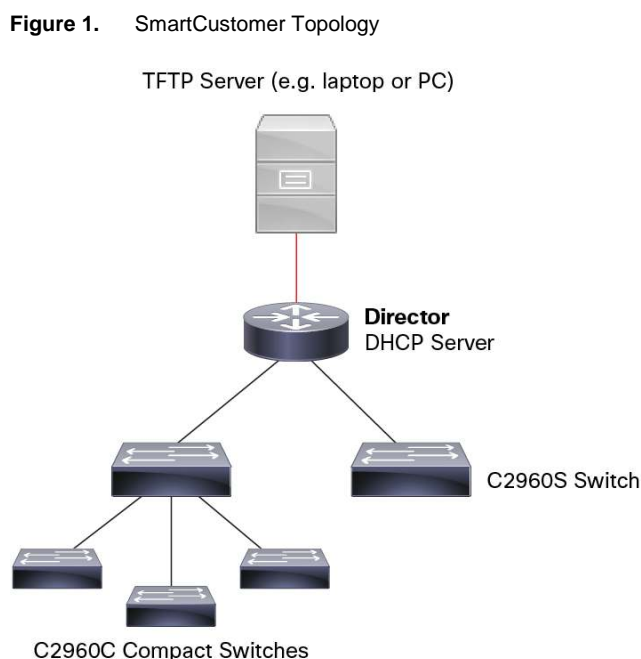 Figure 1. SmartCustomer Topology
TFTP Server (e.g. laptop or PC)
Director
DHCP Server
C2960S Switch
C2960C Compact Switches